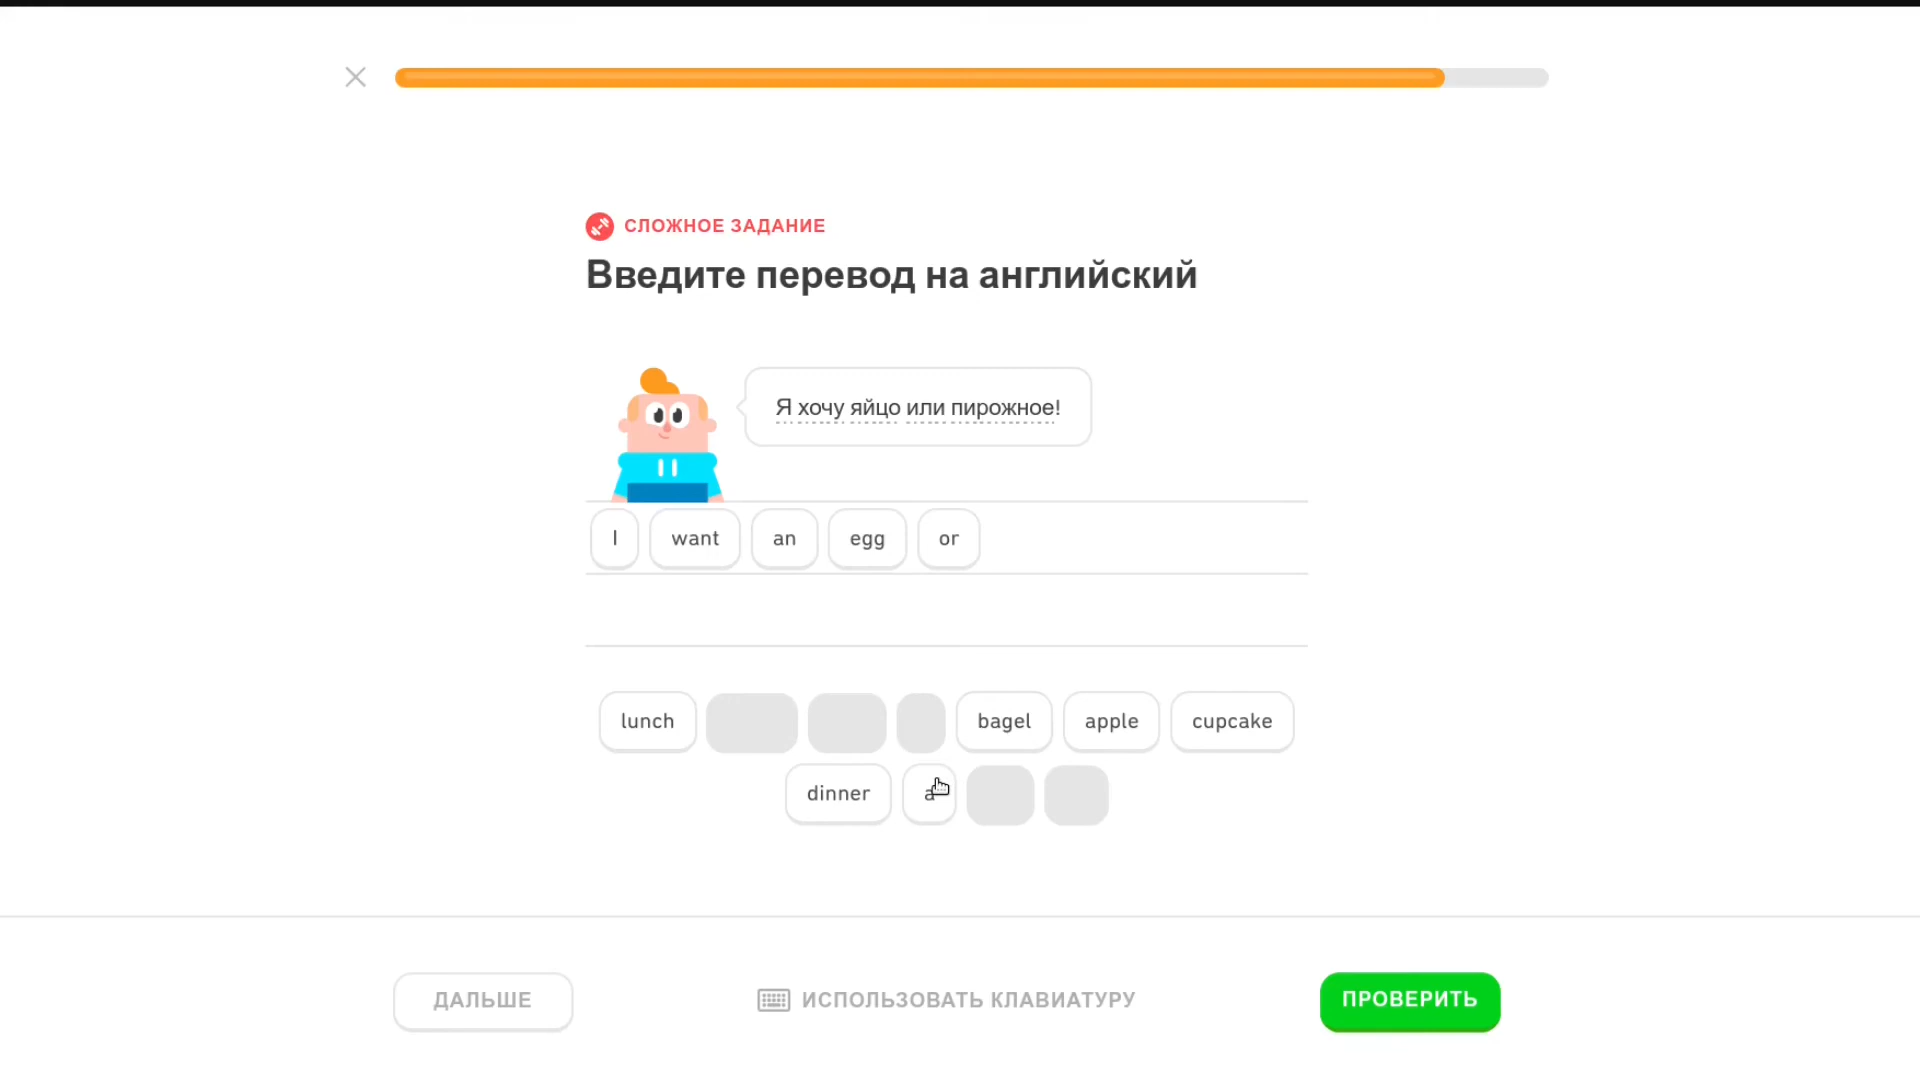 СЛОЖНОЕ ЗАДАНИЕ
Введите перевод на английский
Я хочу яйцо или пирожное!
I want an egg or
lunch bagel apple cupcake
dinner a
ДАЛЬШЕ ИСПОЛЬЗОВАТЬ КЛАВИАТУРУ ПРОВЕРИТЬ